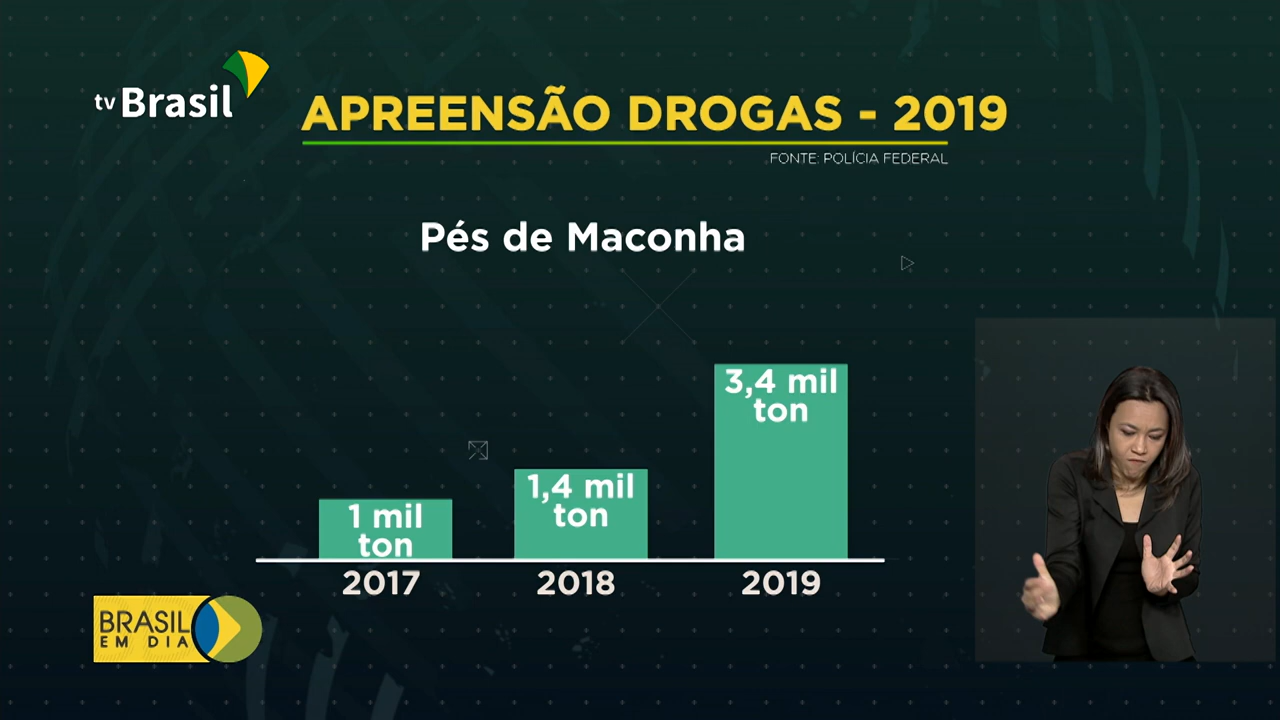 tv Brasil
APREENSÃO DROGAS - 2019
FONTE: POLÍCIA FEDERAL
Pés de Maconha
3,4 mil
ton
1,4 mil
ton
1 mil
ton
2017 2018 2019
BRASIL
EM DIA